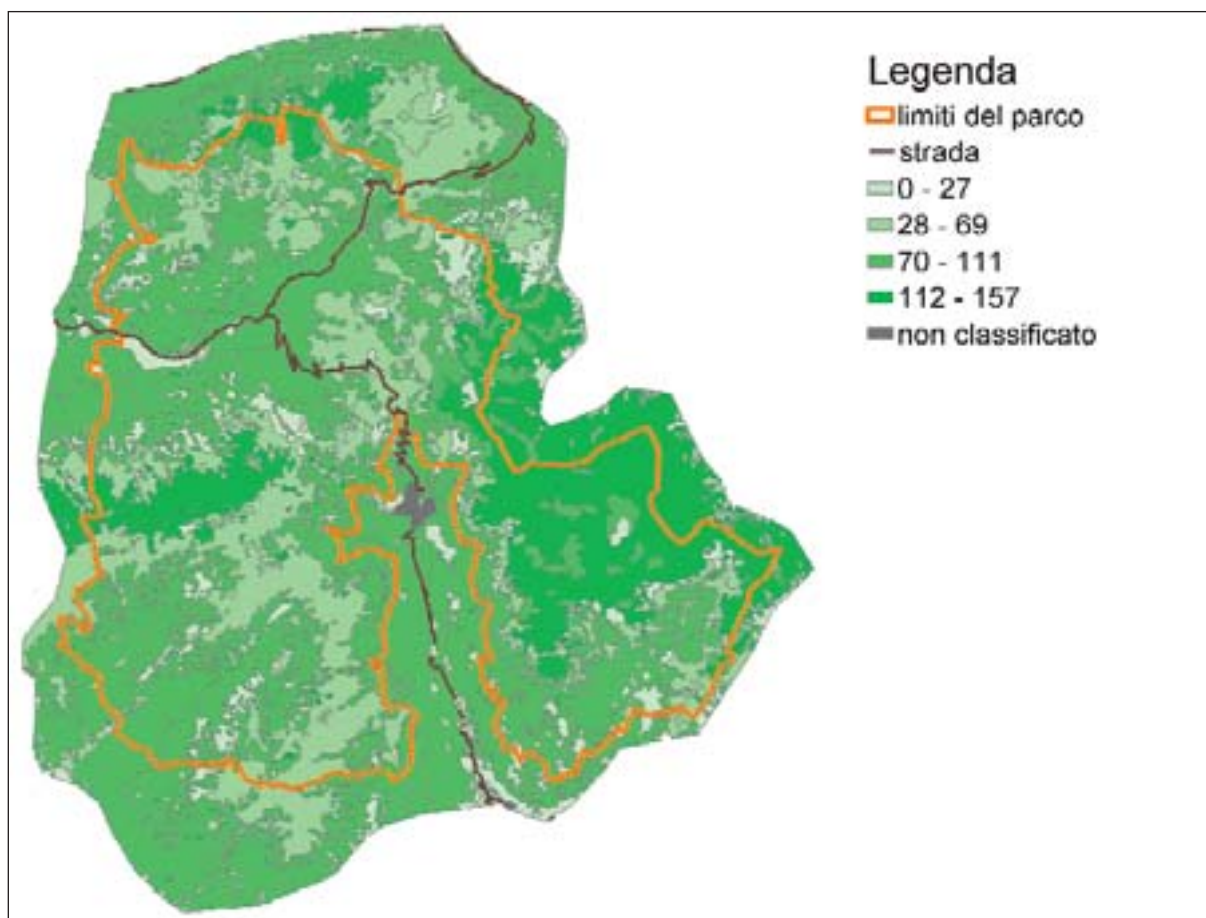 Legenda
limiti del parco
strada
0 - 27
28 - 69
70 - 111
112 - 157
non classificato